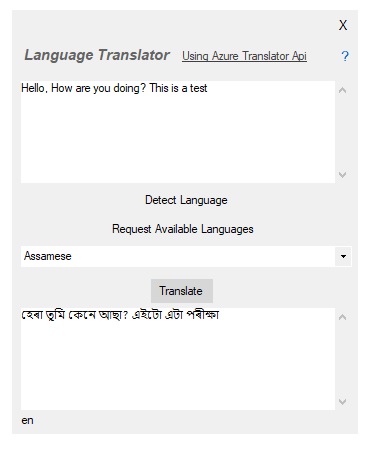 X
Language Translator Using Azure Translator Api ?
Hello, How are you doing? This is a test
Detect Language
Request Available Languages
Assamese
Translate
হেৰা তুমি কেনে আছা? এইটো এটা পৰীক্ষা
en